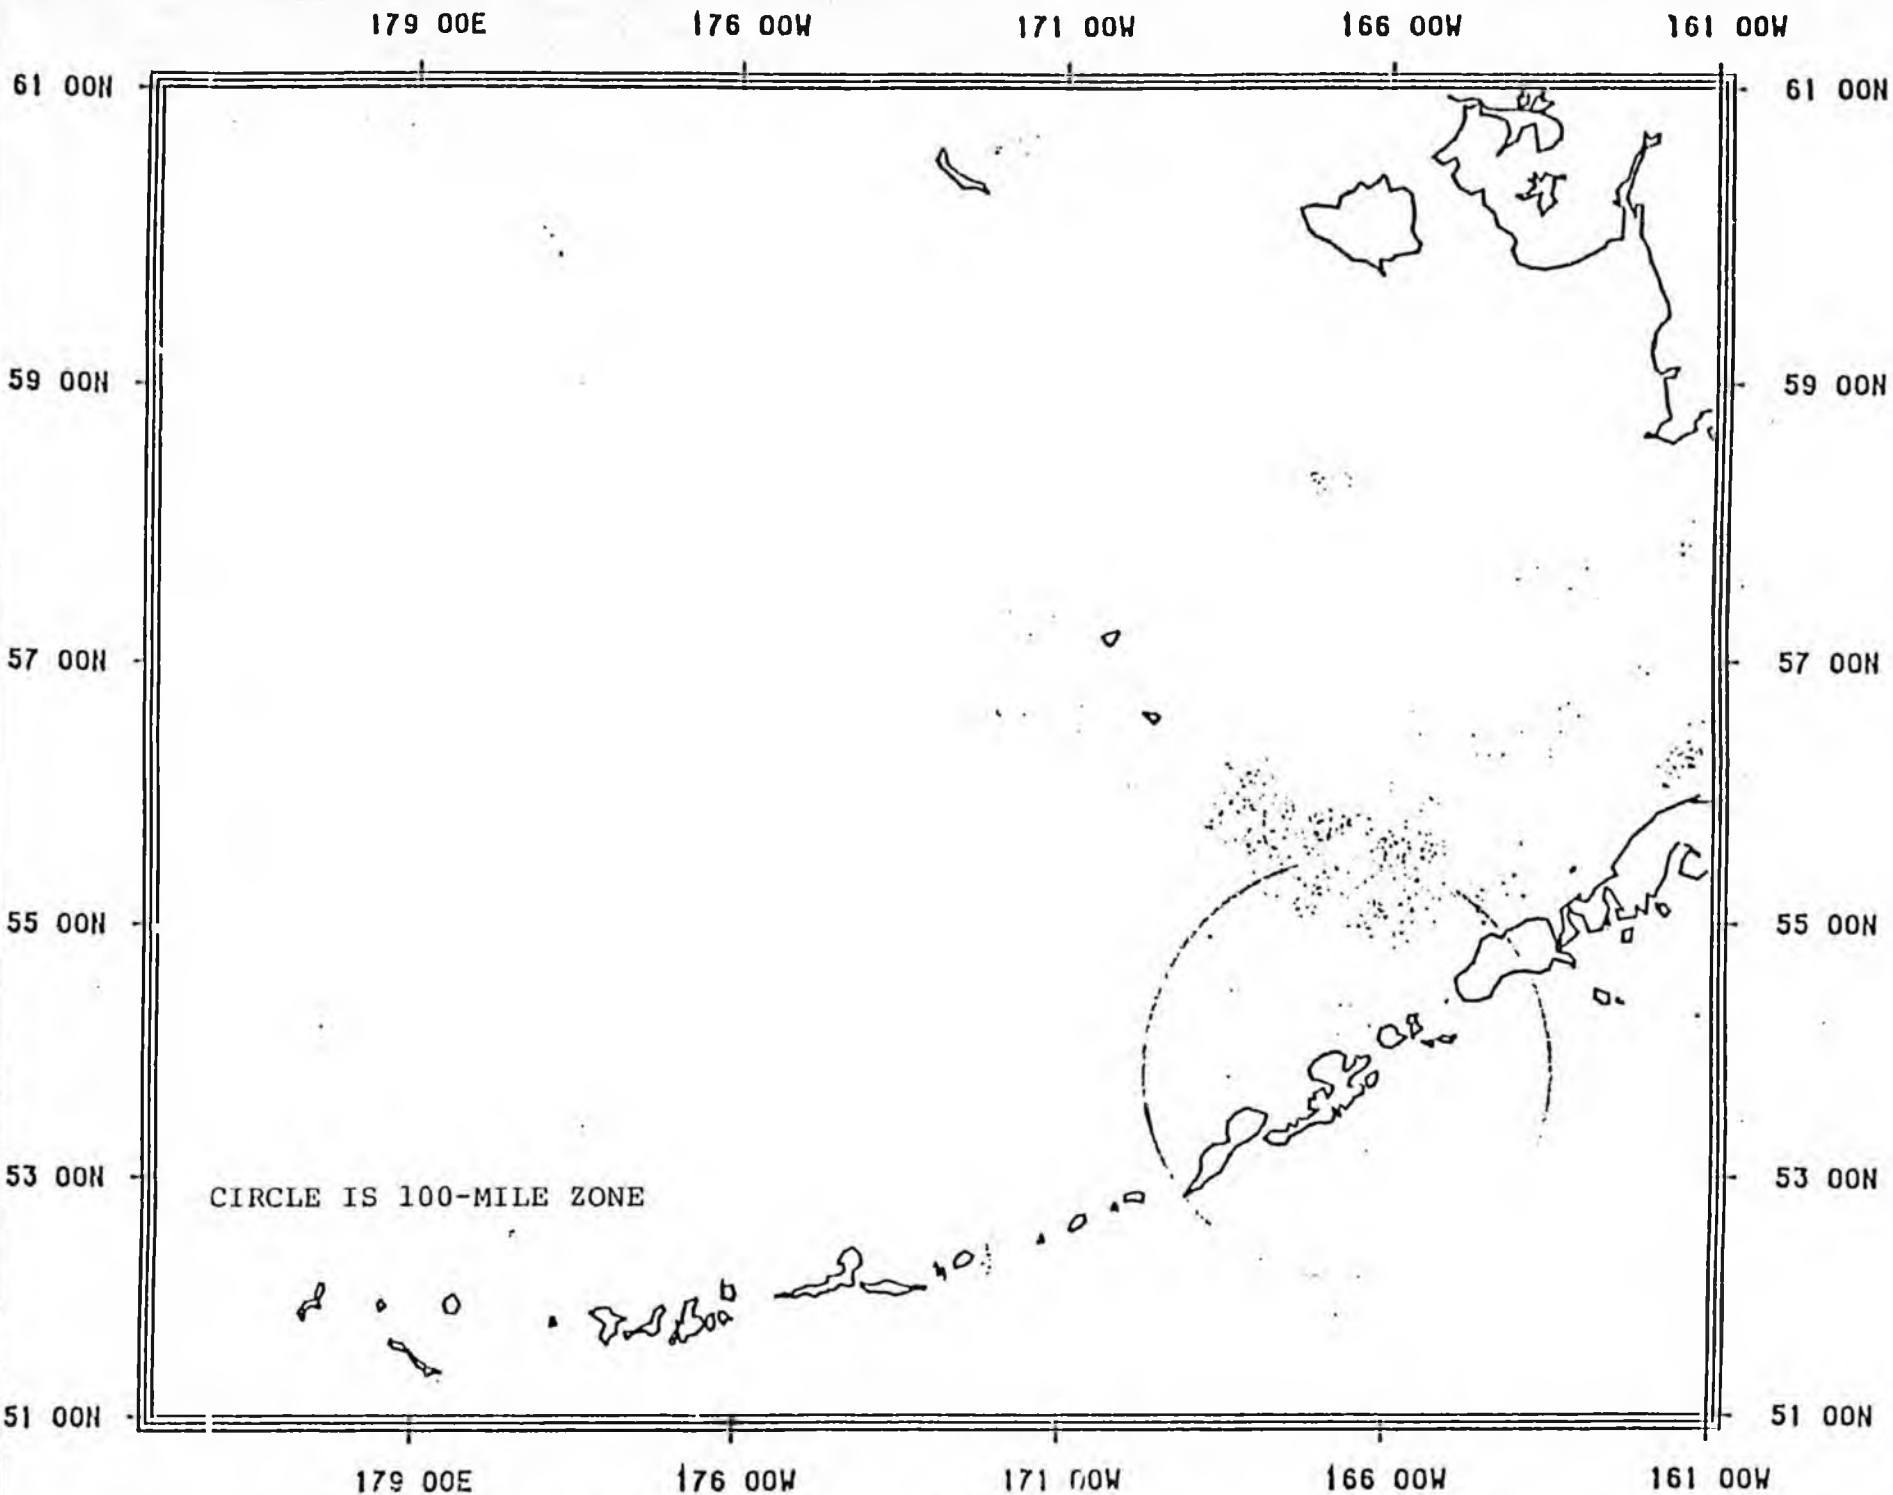 179 00E 176 00W 171 00W 166 00W 161 00W
61 00N 61 00N
59 00N 59 00N
57 00N 57 00N
55 00N 55 00N
53 00N 53 00N
CIRCLE IS 100-MILE ZONE
51 00N 51 00N
179 00E 176 00W 171 00W 166 00W 161 00W